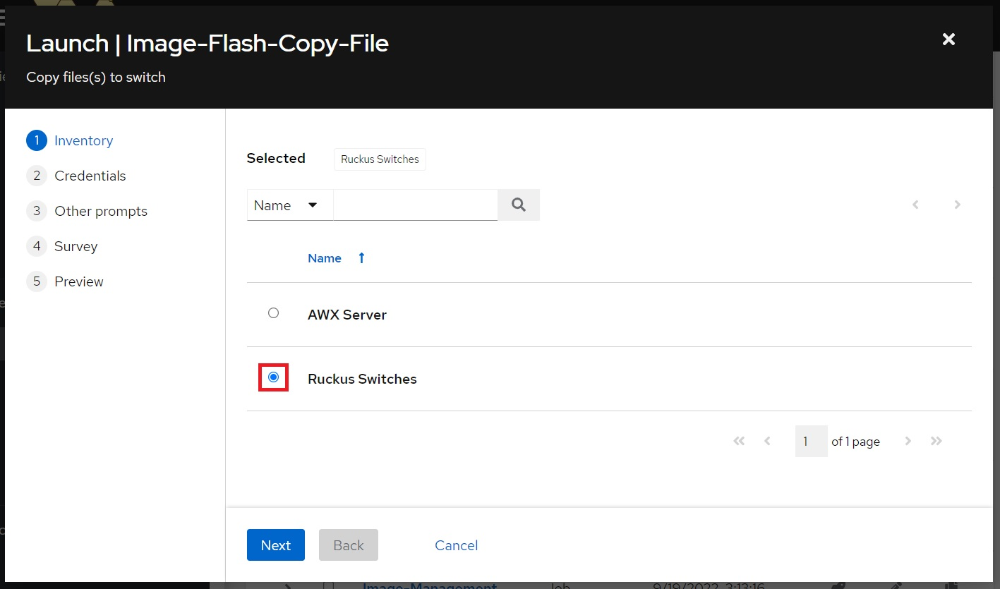 Launch | Image-Flash-Copy-File
Copy files(s) to switch
1 Inventory
2 Credentials
3 Other prompts
4 Survey
5 Preview
Selected Ruckus Switches
Name
Name
AWX Server
Ruckus Switches
1 of 1 page
Next Back Cancel
Image-Management Job 9/19/2022, 3:13:16